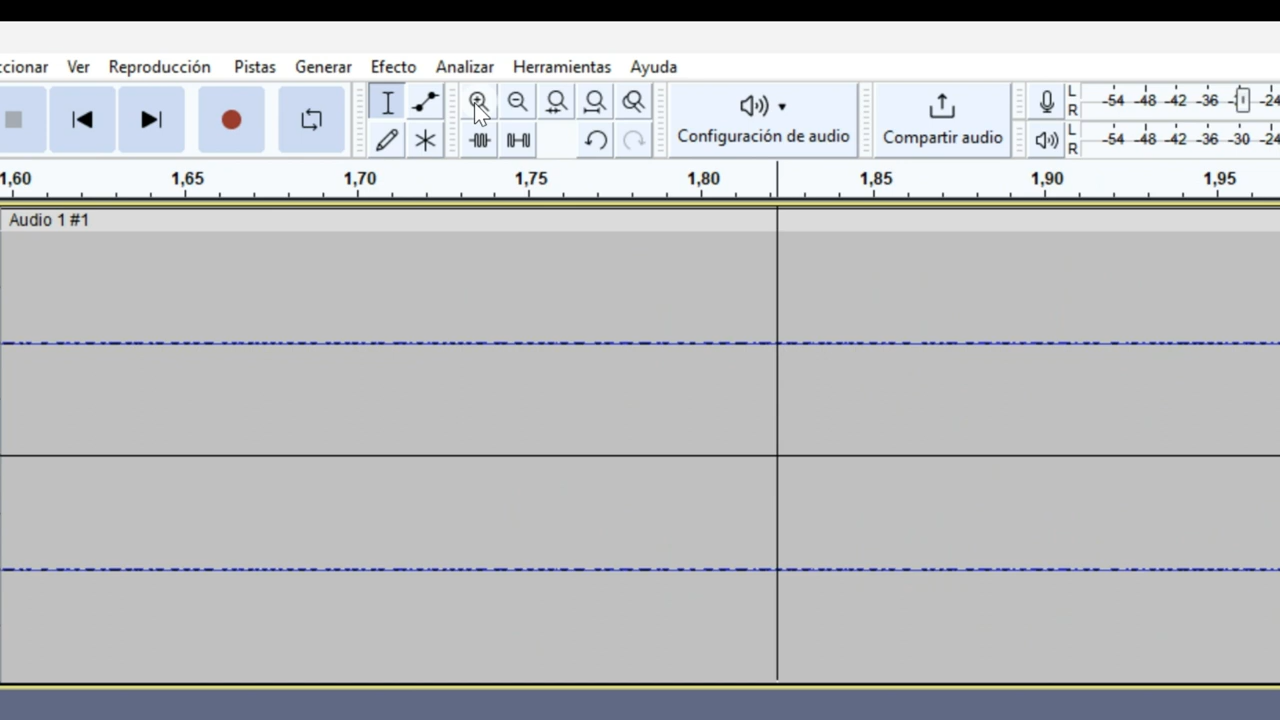 ccionar Ver Reproducción Pistas Generar Efecto Analizar Herramientas Ayuda
L -54 -48 -42 -36 -24
R
Configuración de audio Compartir audio
L -54 -48 -42 -36 -30 -24
R
1,60 1,65 1,70 1,75 1,80 1,85 1,90 1,95
Audio 1 #1